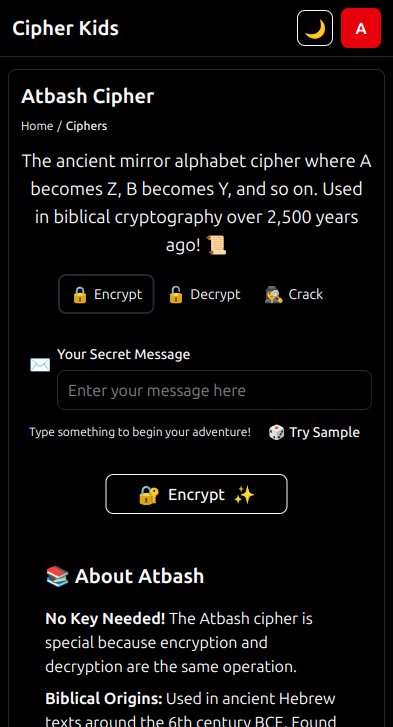 Cipher Kids
A
Atbash Cipher
Home / Ciphers
The ancient mirror alphabet cipher where A
becomes Z, B becomes Y, and so on. Used
in biblical cryptography over 2,500 years
ago! 📜
🔒 Encrypt 🔓 Decrypt 🕵️ Crack
Your Secret Message
Enter your message here
Type something to begin your adventure! 🎲 Try Sample
🔐 Encrypt ✨
📚 About Atbash
No Key Needed! The Atbash cipher is
special because encryption and
decryption are the same operation.
Biblical Origins: Used in ancient Hebrew
texts around the 6th century BCE. Found